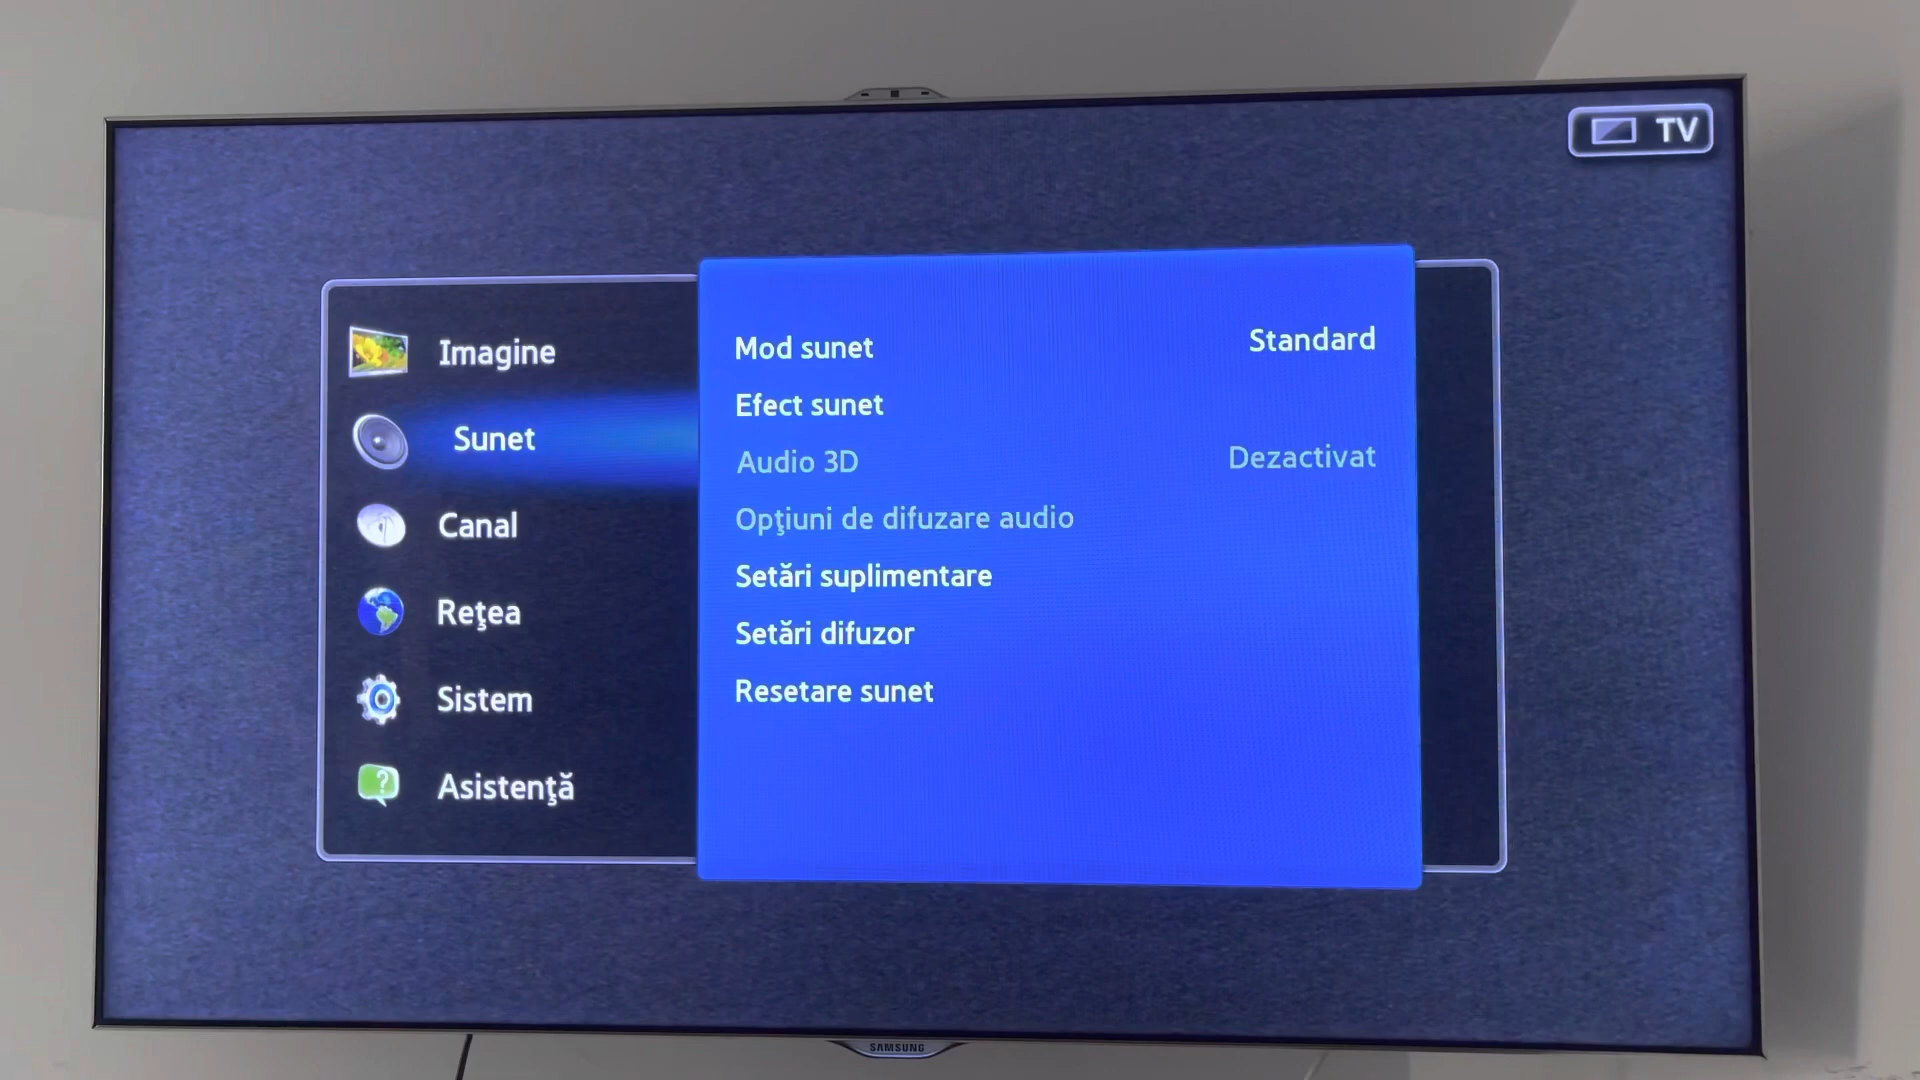 TV
Imagine
Sunet
Canal
Reţea
Sistem
Asistenţă
Mod sunet Standard
Efect sunet
Audio 3D Dezactivat
Opţiuni de difuzare audio
Setări suplimentare
Setări difuzor
Resetare sunet
SAMSUNG